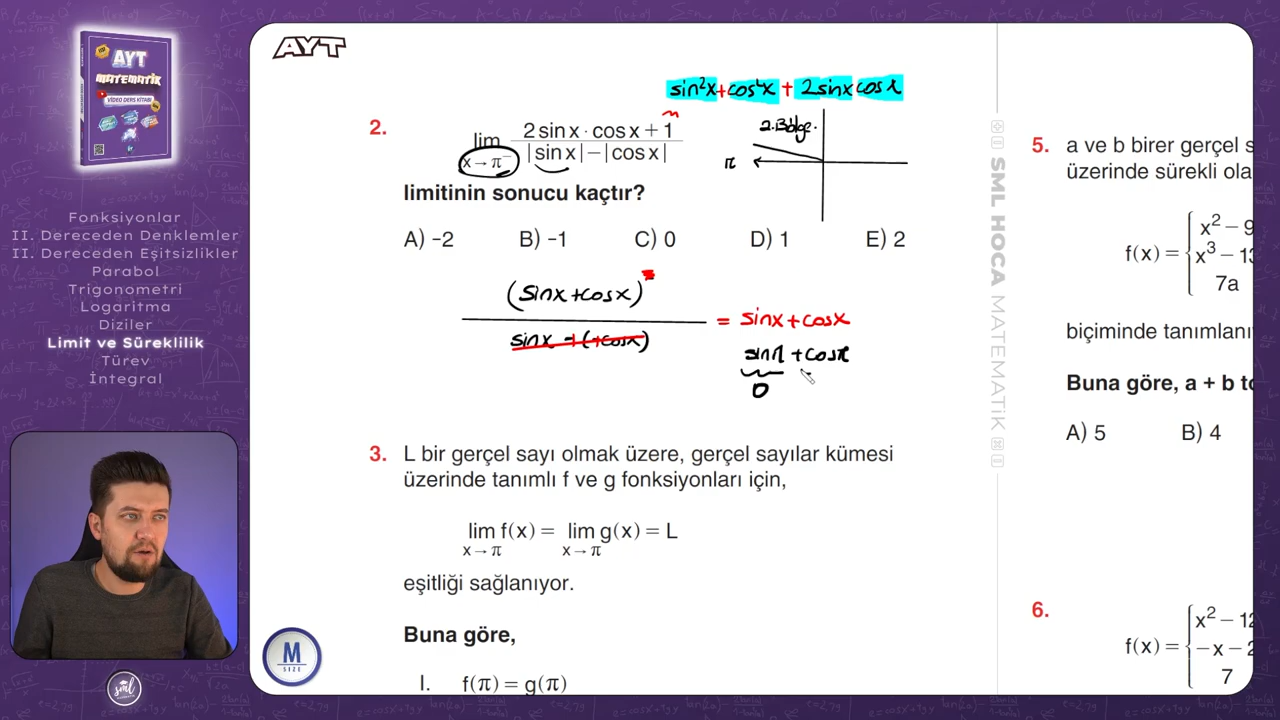 AYT
MATEMATİK
VİDEO DERS KİTABI
Fonksiyonlar
II. Dereceden Denklemler
II. Dereceden Eşitsizlikler
Parabol
Trigonometri
Logaritma
Diziler
Limit ve Süreklilik
Türev
İntegral
sml
AYT
sin²x+cos²x + 2sinx cosx
2.Bölge.
π
2. lim x→π⁻ (2 sin x · cos x + 1) / (|sin x| − |cos x|)
limitinin sonucu kaçtır?
A) −2 B) −1 C) 0 D) 1 E) 2
(sinx+cosx)²
sinx + (+cosx)
= sinx+cosx
sinπ + cosπ
0
3. L bir gerçel sayı olmak üzere, gerçel sayılar kümesi
üzerinde tanımlı f ve g fonksiyonları için,
lim x→π f(x) = lim x→π g(x) = L
eşitliği sağlanıyor.
Buna göre,
I. f(π) = g(π)
M
SIZE
SML HOCA MATEMATİK
5. a ve b birer gerçel s
üzerinde sürekli ola
f(x) =
x² − 9
x³ − 13
7a
biçiminde tanımlanı
Buna göre, a + b to
A) 5 B) 4
6.
f(x) =
x² − 12
−x − 2
7